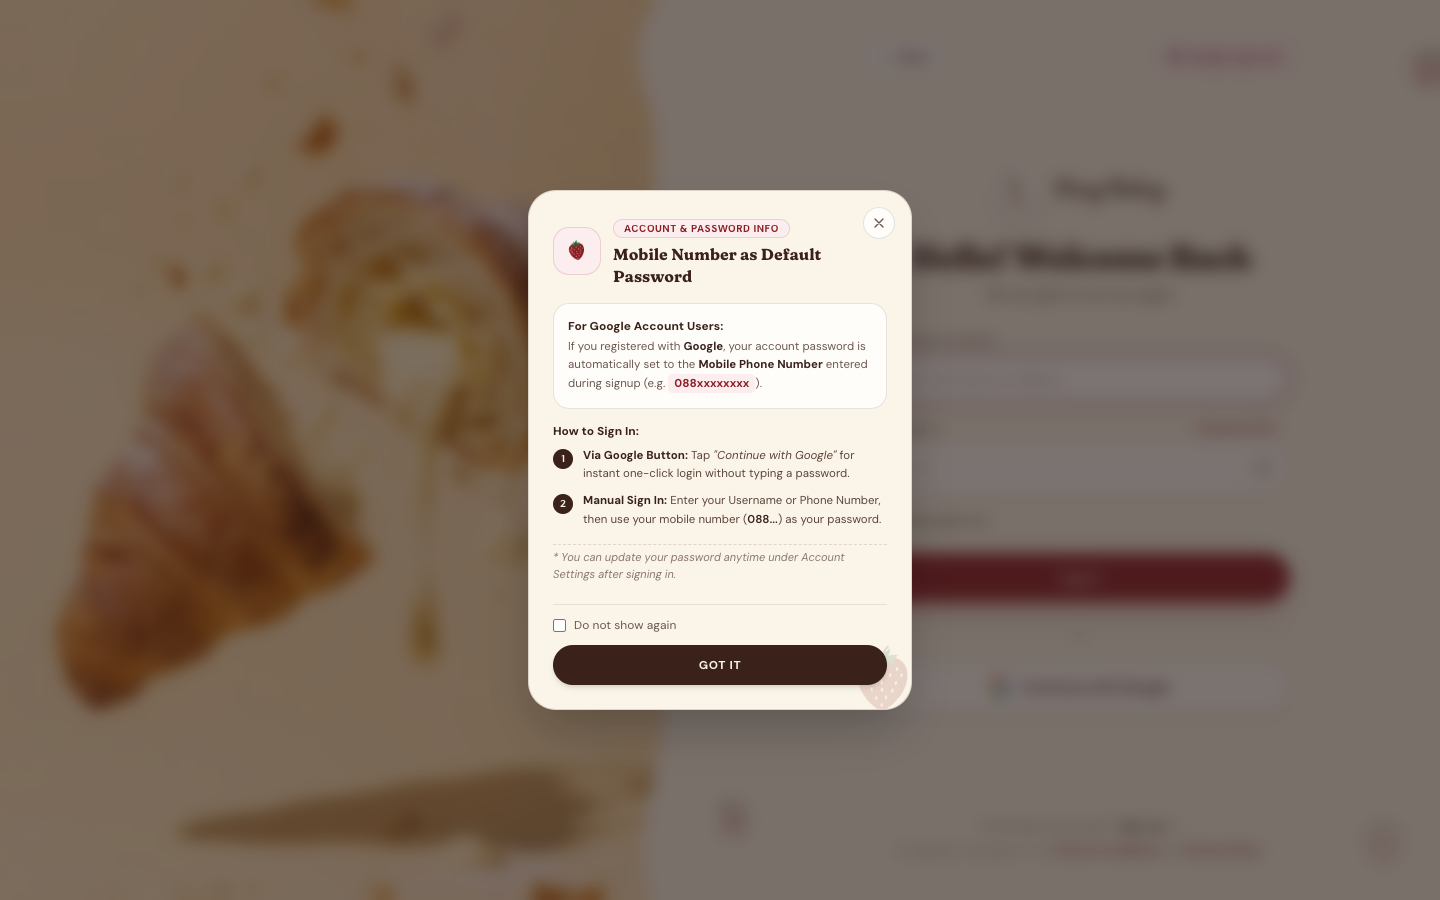 ACCOUNT & PASSWORD INFO
Mobile Number as Default
Password
For Google Account Users:
If you registered with Google, your account password is
automatically set to the Mobile Phone Number entered
during signup (e.g. 088xxxxxxxx ).
How to Sign In:
1 Via Google Button: Tap "Continue with Google" for
instant one-click login without typing a password.
2 Manual Sign In: Enter your Username or Phone Number,
then use your mobile number (088...) as your password.
* You can update your password anytime under Account
Settings after signing in.
Do not show again
GOT IT
Hello! Welcome Back